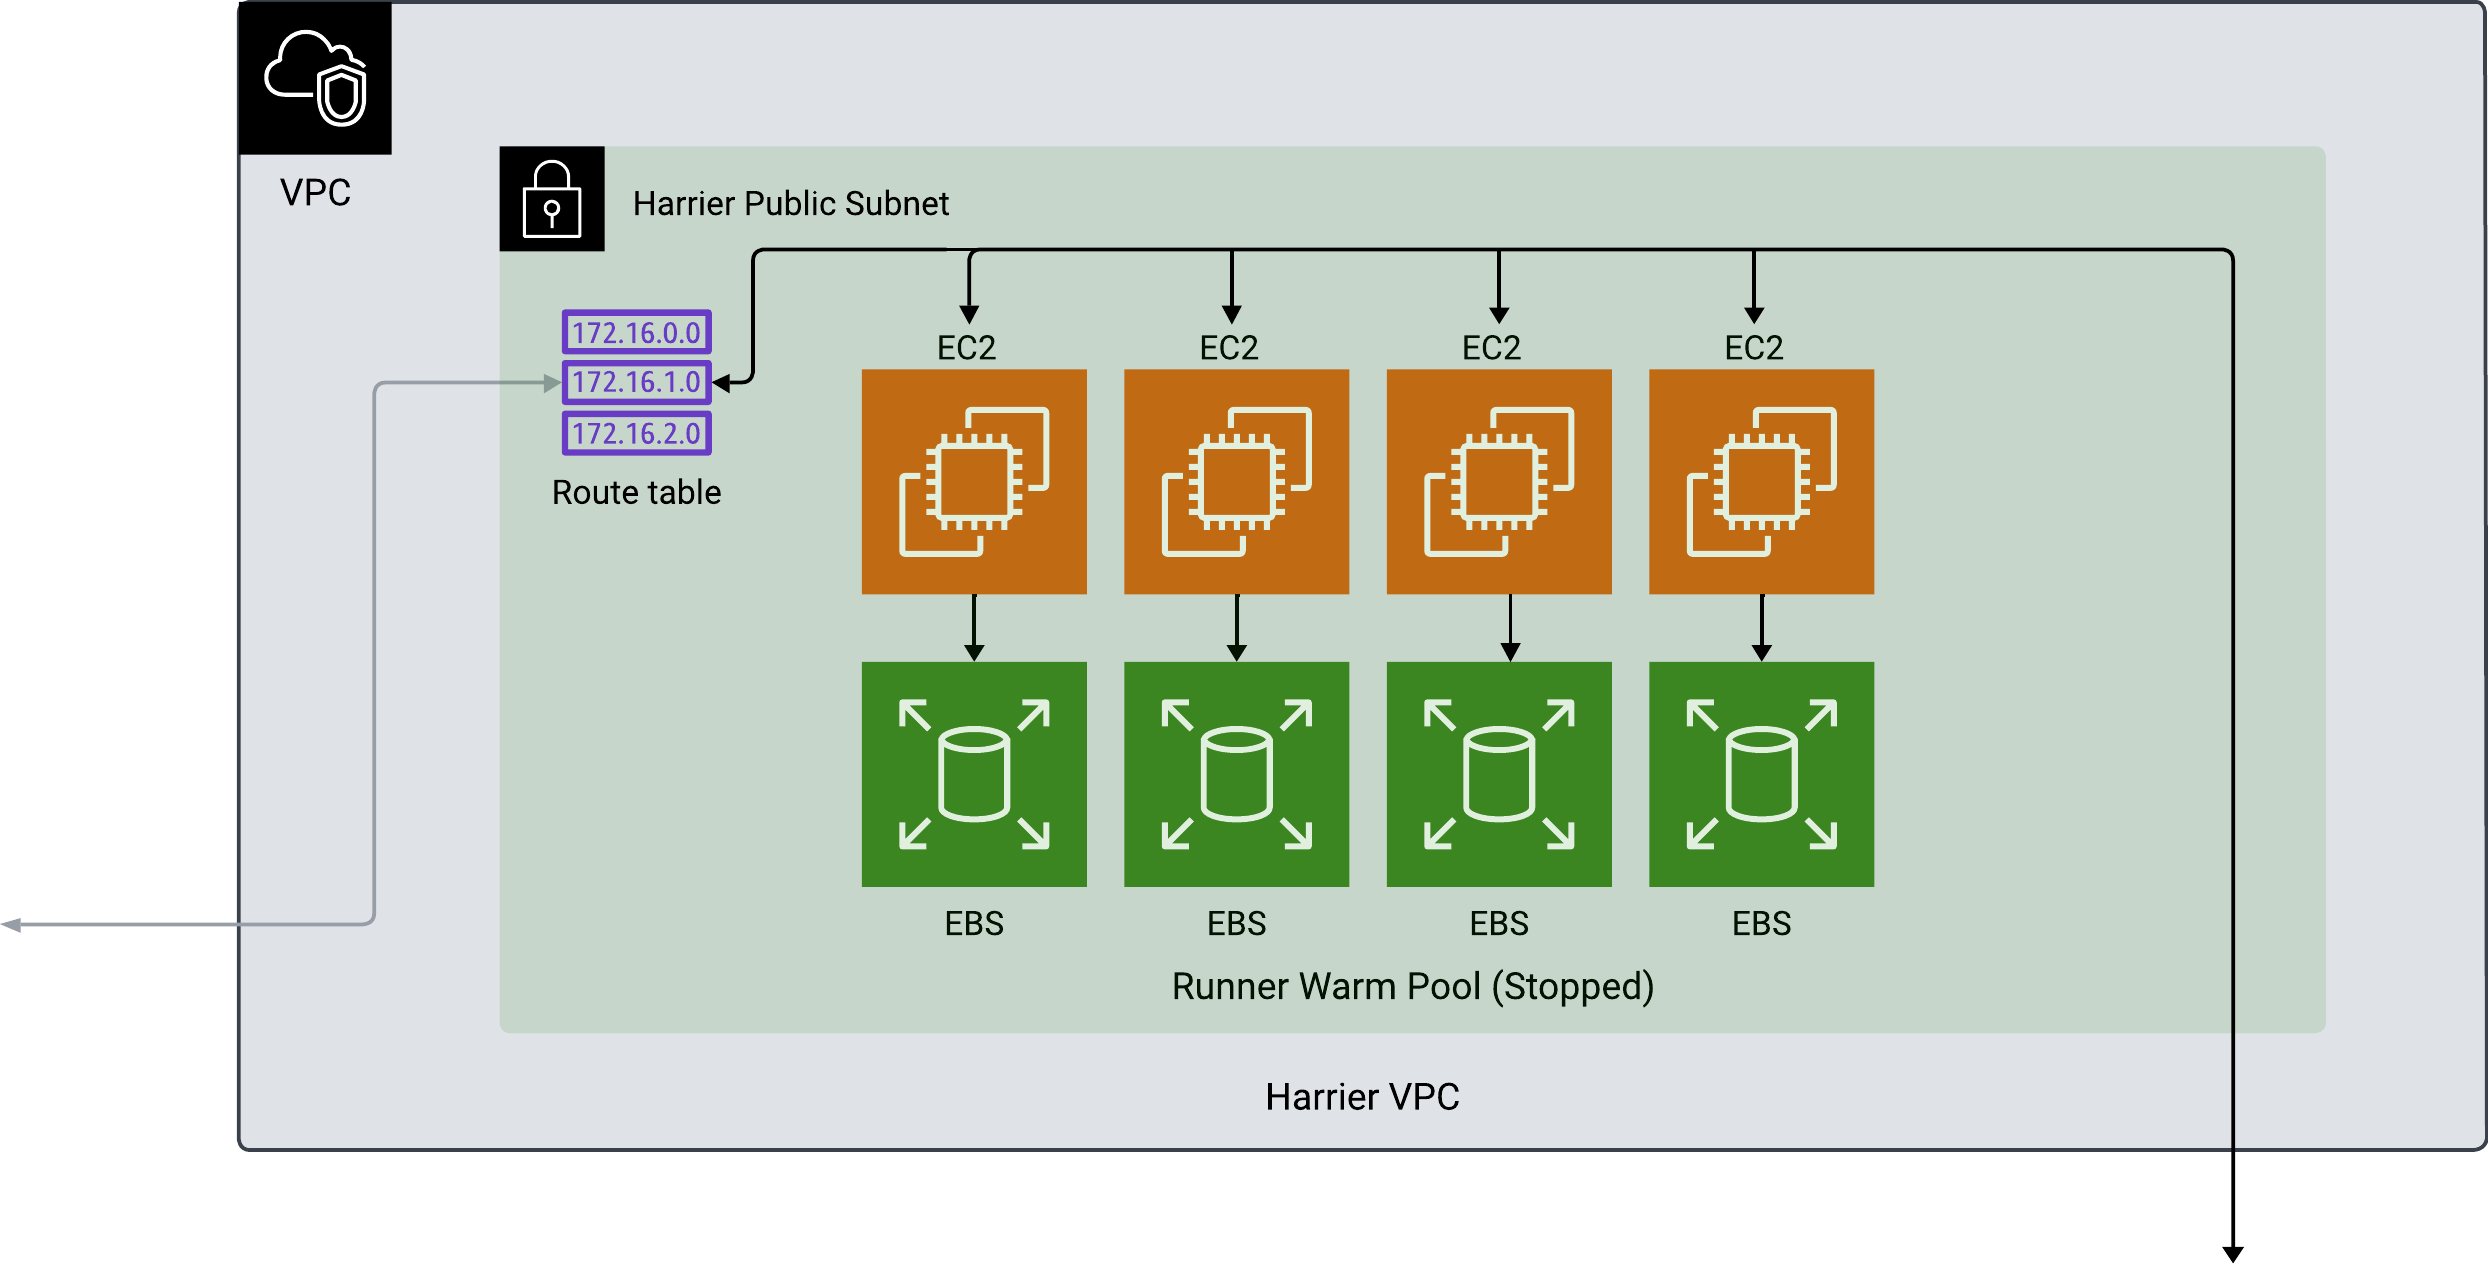 VPC
Harrier Public Subnet
172.16.0.0
172.16.1.0
172.16.2.0
Route table
EC2
EC2
EC2
EC2
EBS
EBS
EBS
EBS
Runner Warm Pool (Stopped)
Harrier VPC